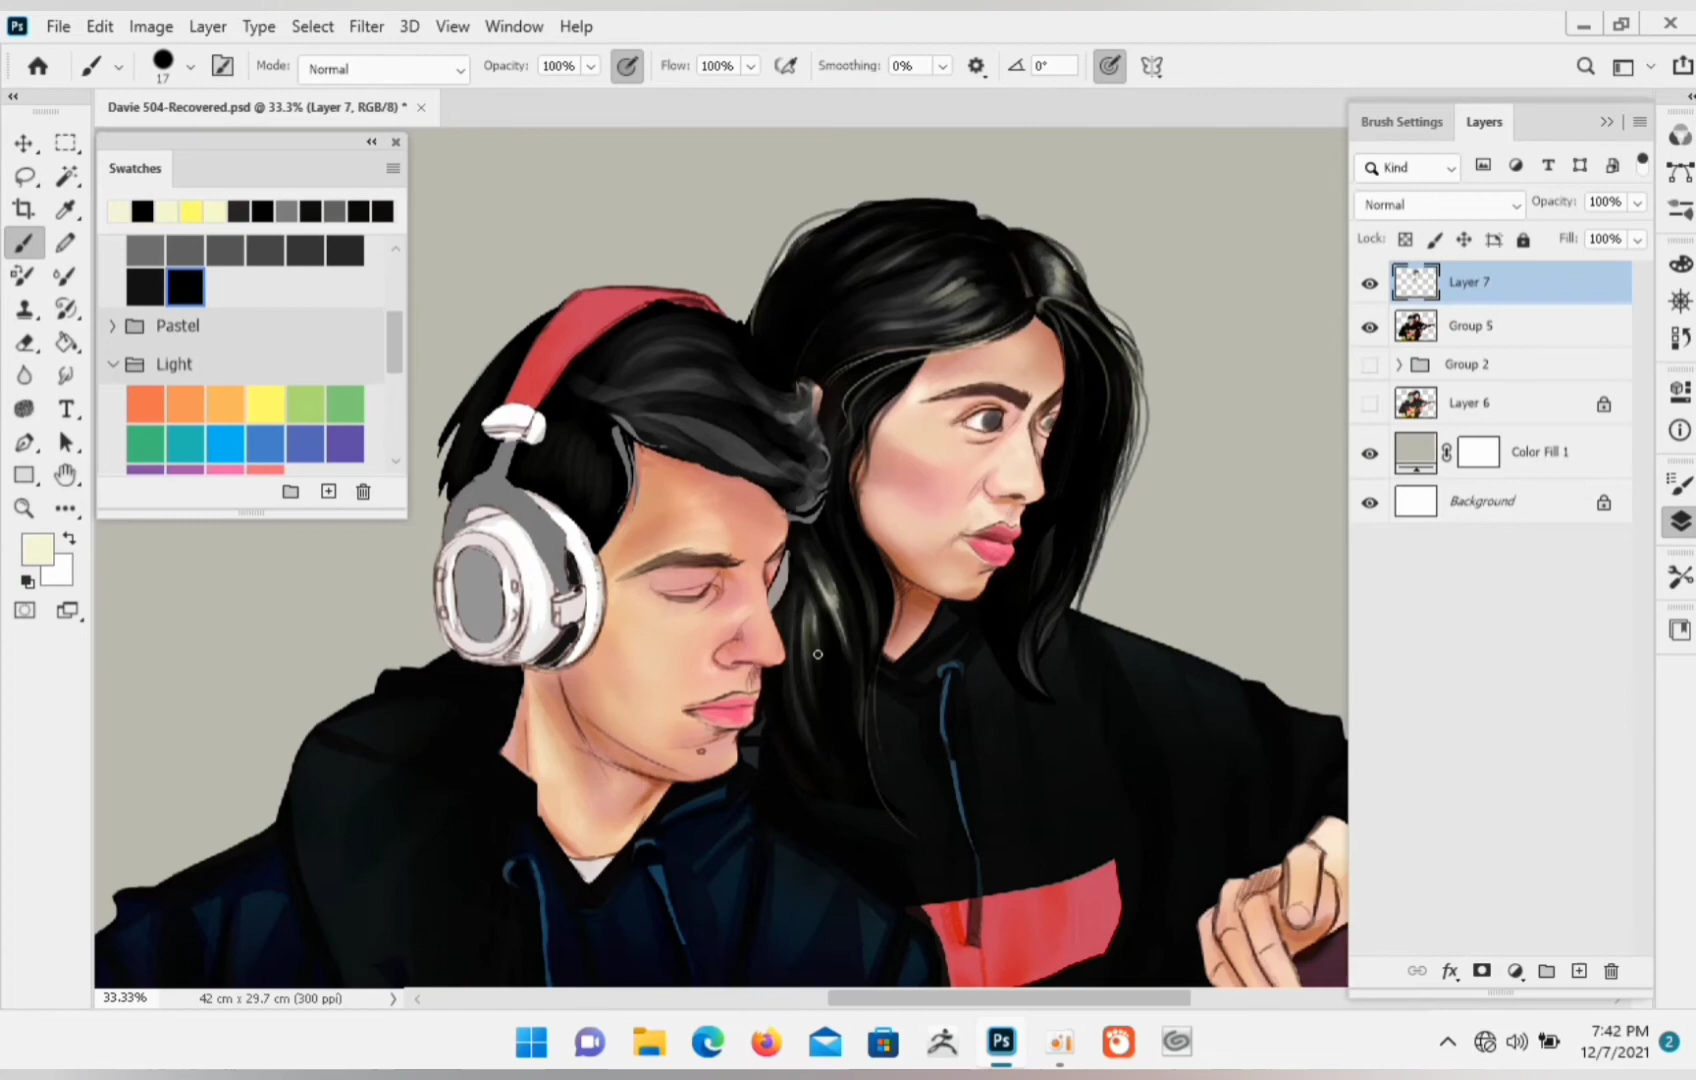 Ps File Edit Image Layer Type Select Filter 3D View Window Help
17 Mode: Normal Opacity: 100% Flow: 100% Smoothing: 0% 0°
Davie 504-Recovered.psd @ 33.3% (Layer 7, RGB/8) *
Swatches
Pastel
Light
Brush Settings Layers
Kind
Normal Opacity: 100%
Lock: Fill: 100%
Layer 7
Group 5
Group 2
Layer 6
Color Fill 1
Background
fx
33.33% 42 cm x 29.7 cm (300 ppi)
Ps
7:42 PM
12/7/2021
2